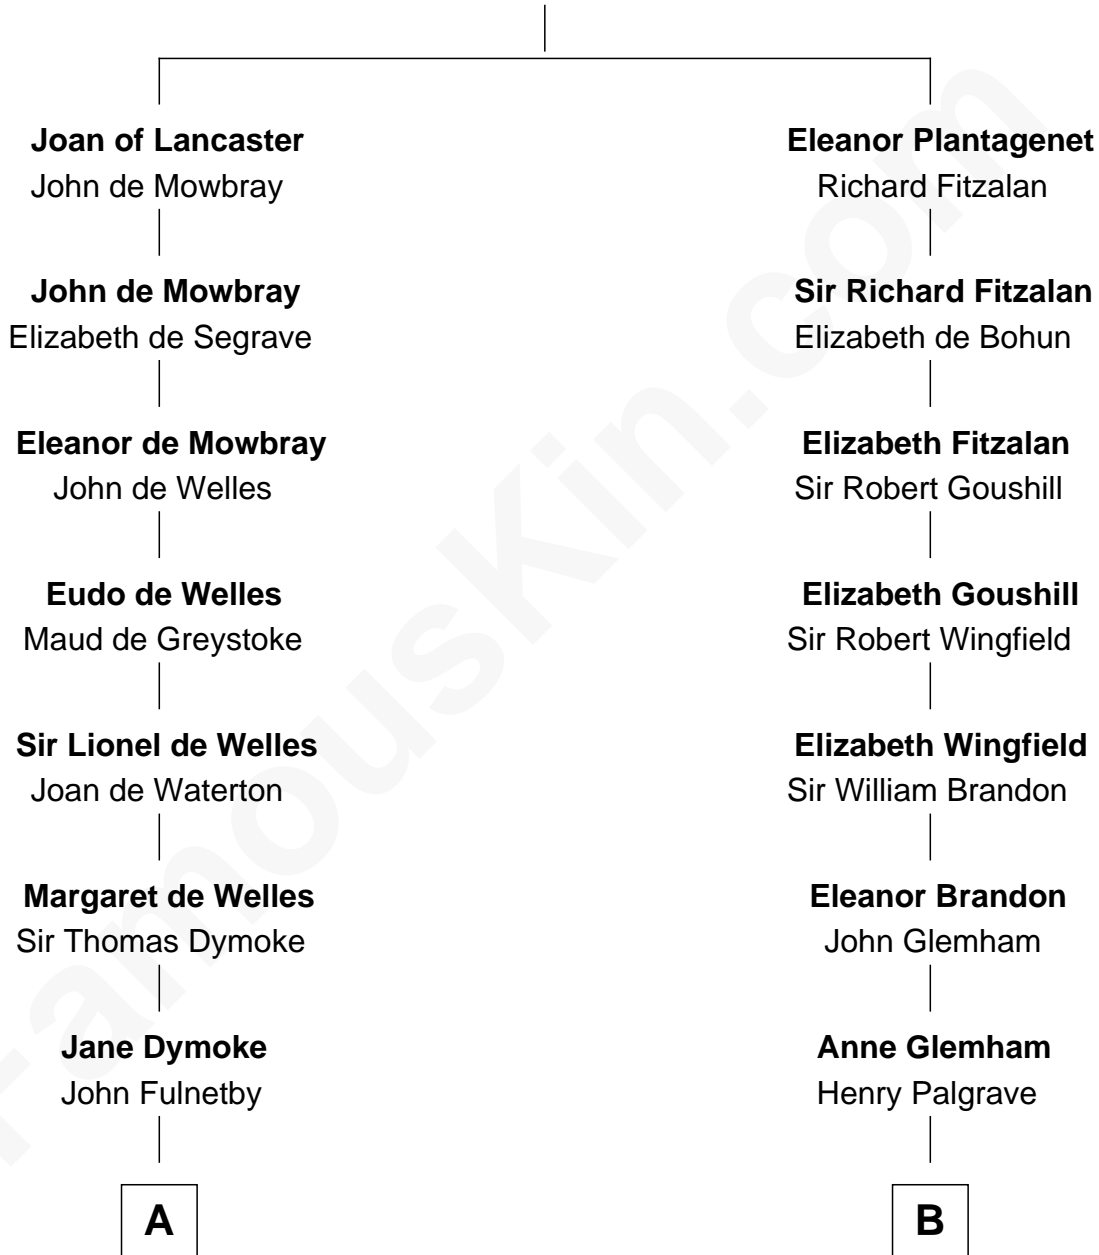 Joan of Lancaster
John de Mowbray
John de Mowbray
Elizabeth de Segrave
Eleanor de Mowbray
John de Welles
Eudo de Welles
Maud de Greystoke
Sir Lionel de Welles
Joan de Waterton
Margaret de Welles
Sir Thomas Dymoke
Jane Dymoke
John Fulnetby
A
Eleanor Plantagenet
Richard Fitzalan
Sir Richard Fitzalan
Elizabeth de Bohun
Elizabeth Fitzalan
Sir Robert Goushill
Elizabeth Goushill
Sir Robert Wingfield
Elizabeth Wingfield
Sir William Brandon
Eleanor Brandon
John Glemham
Anne Glemham
Henry Palgrave
B
FamousKin.com